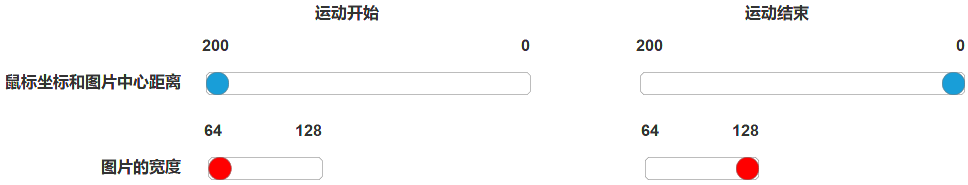 运动开始 运动结束
200 0 200 0
鼠标坐标和图片中心距离
64 128 64 128
图片的宽度